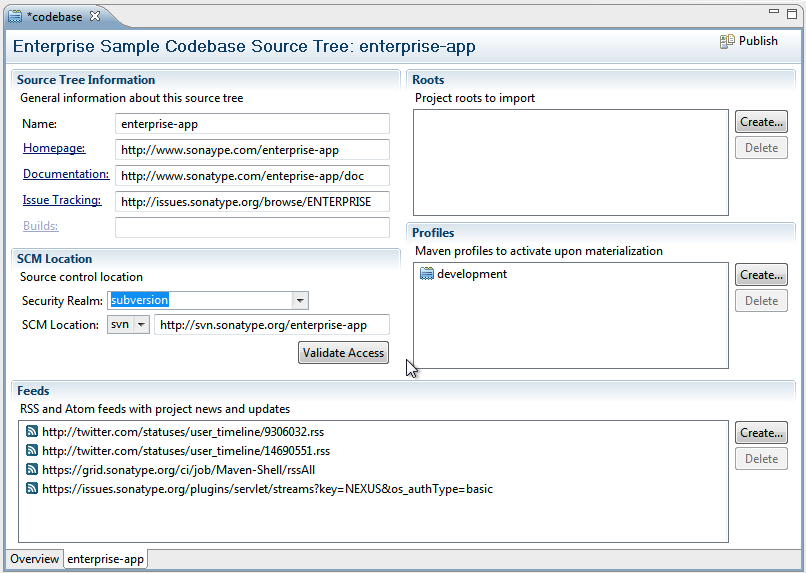 *codebase
Enterprise Sample Codebase Source Tree: enterprise-app
Publish
Source Tree Information
General information about this source tree
Name: enterprise-app
Homepage: http://www.sonaype.com/enterprise-app
Documentation: http://www.sonatype.com/enteprise-app/doc
Issue Tracking: http://issues.sonatype.org/browse/ENTERPRISE
Builds:
SCM Location
Source control location
Security Realm: subversion
SCM Location: svn http://svn.sonatype.org/enterprise-app
Validate Access
Roots
Project roots to import
Create...
Delete
Profiles
Maven profiles to activate upon materialization
development
Create...
Delete
Feeds
RSS and Atom feeds with project news and updates
http://twitter.com/statuses/user_timeline/9306032.rss
http://twitter.com/statuses/user_timeline/14690551.rss
https://grid.sonatype.org/ci/job/Maven-Shell/rssAll
https://issues.sonatype.org/plugins/servlet/streams?key=NEXUS&os_authType=basic
Create...
Delete
Overview enterprise-app